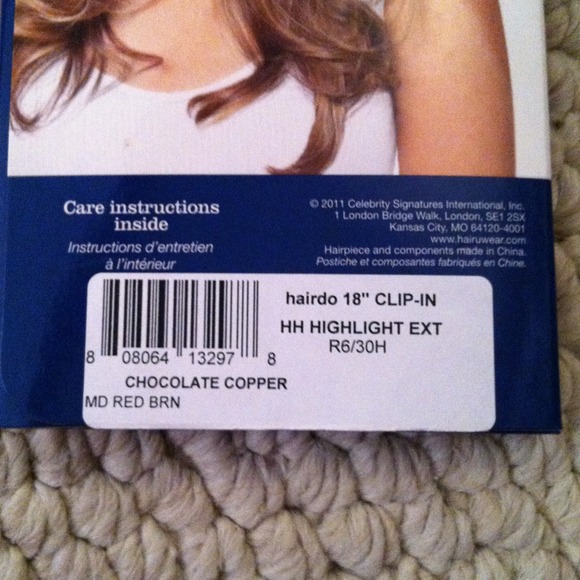 Care instructions
inside
Instructions d'entretien
à l'intérieur
© 2011 Celebrity Signatures International, Inc.
1 London Bridge Walk, London, SE1 2SX
Kansas City, MO 64120-4001
www.hairuwear.com
Hairpiece and components made in China.
Postiche et composantes fabriqués en Chine.
8 08064 13297 8
CHOCOLATE COPPER
MD RED BRN
hairdo 18" CLIP-IN
HH HIGHLIGHT EXT
R6/30H